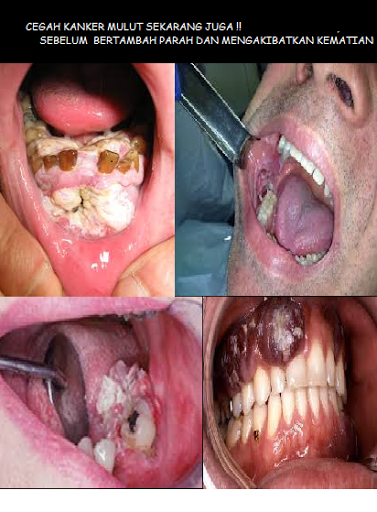 CEGAH KANKER MULUT SEKARANG JUGA !!
SEBELUM BERTAMBAH PARAH DAN MENGAKIBATKAN KEMATIAN